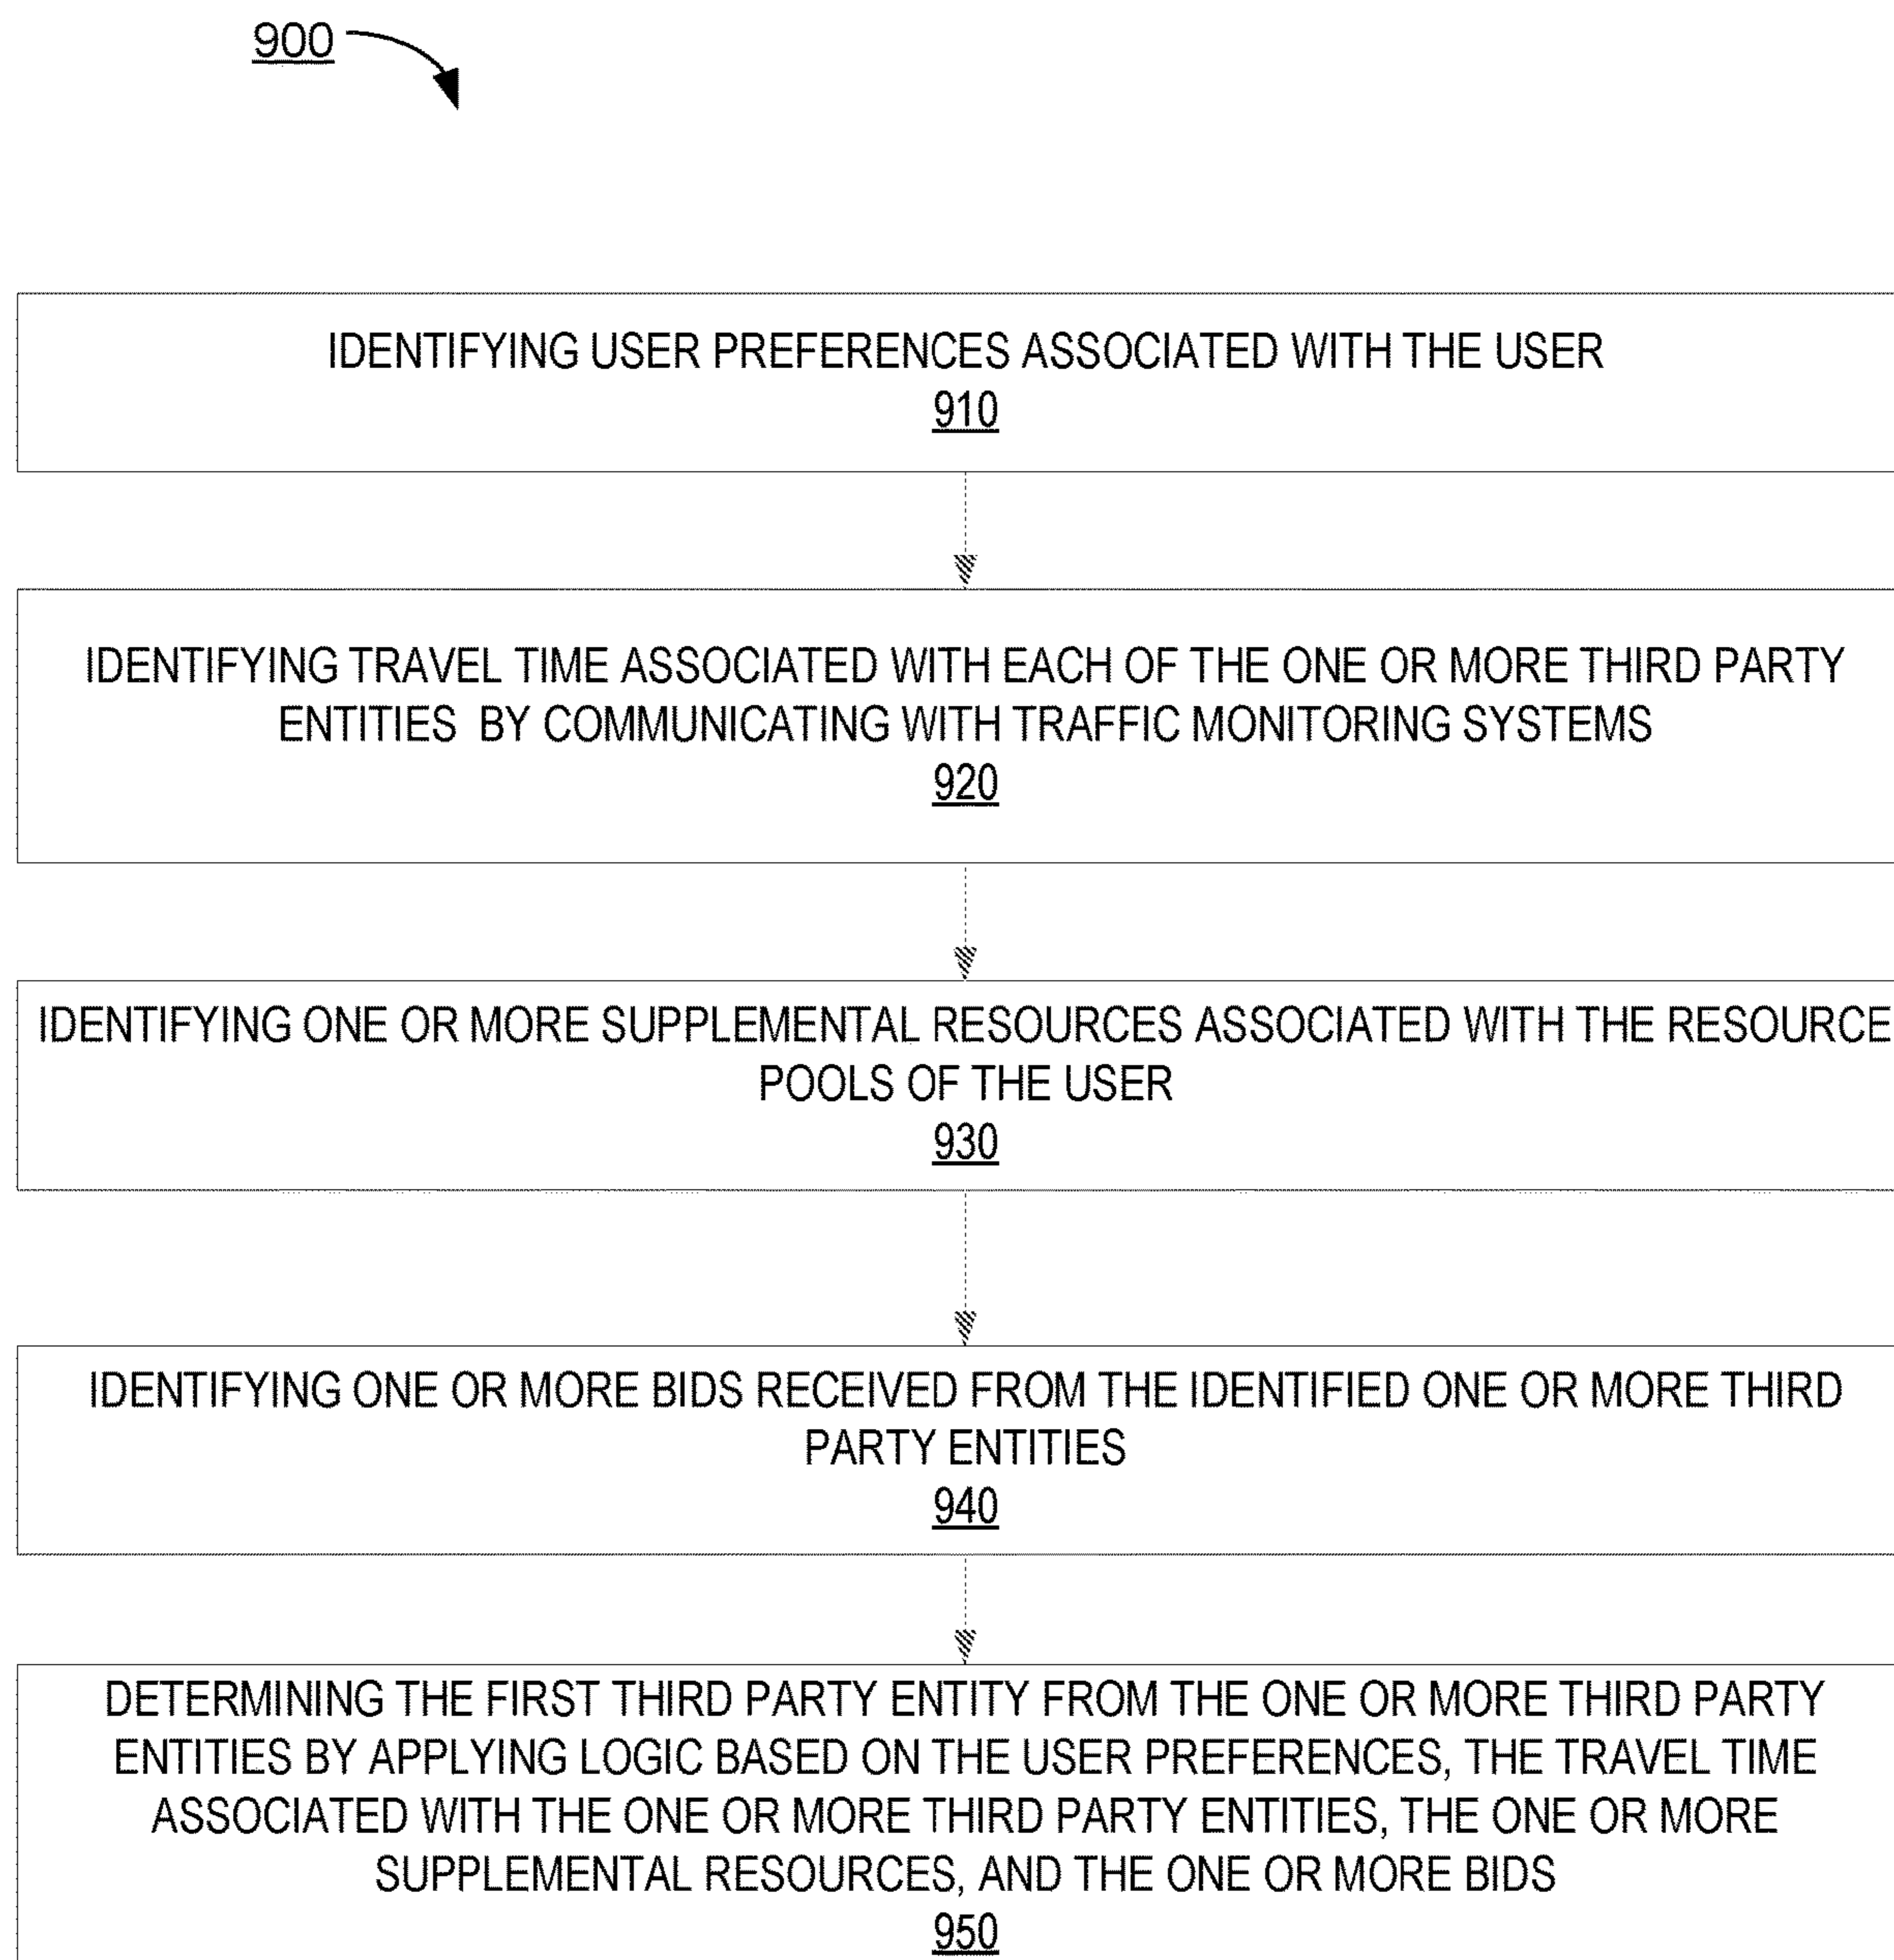 900
IDENTIFYING USER PREFERENCES ASSOCIATED WITH THE USER
910
IDENTIFYING TRAVEL TIME ASSOCIATED WITH EACH OF THE ONE OR MORE THIRD PARTY
ENTITIES BY COMMUNICATING WITH TRAFFIC MONITORING SYSTEMS
920
IDENTIFYING ONE OR MORE SUPPLEMENTAL RESOURCES ASSOCIATED WITH THE RESOURCE
POOLS OF THE USER
930
IDENTIFYING ONE OR MORE BIDS RECEIVED FROM THE IDENTIFIED ONE OR MORE THIRD
PARTY ENTITIES
940
DETERMINING THE FIRST THIRD PARTY ENTITY FROM THE ONE OR MORE THIRD PARTY
ENTITIES BY APPLYING LOGIC BASED ON THE USER PREFERENCES, THE TRAVEL TIME
ASSOCIATED WITH THE ONE OR MORE THIRD PARTY ENTITIES, THE ONE OR MORE
SUPPLEMENTAL RESOURCES, AND THE ONE OR MORE BIDS
950